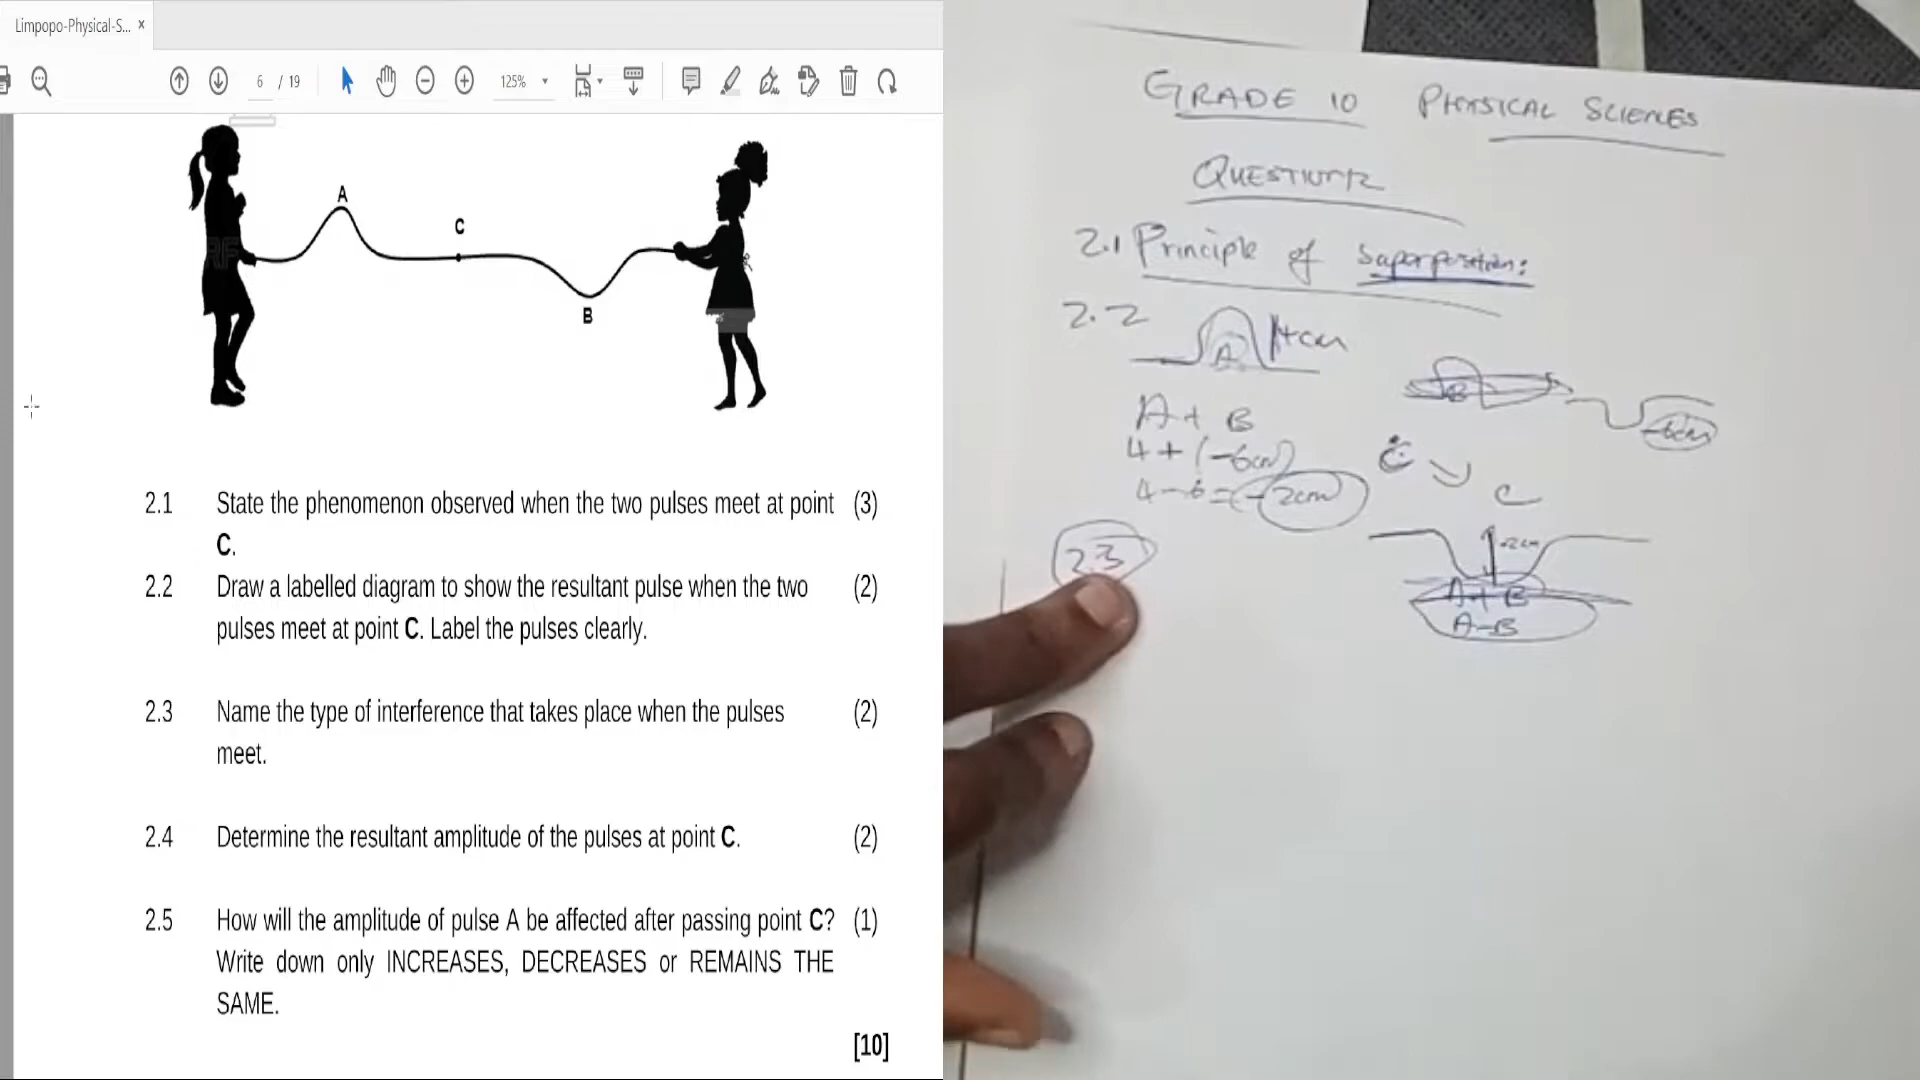 Limpopo-Physical-S... ×
6 / 19 125%
A
C
B
2.1 State the phenomenon observed when the two pulses meet at point C. (3)
2.2 Draw a labelled diagram to show the resultant pulse when the two (2)
pulses meet at point C. Label the pulses clearly.
2.3 Name the type of interference that takes place when the pulses (2)
meet.
2.4 Determine the resultant amplitude of the pulses at point C. (2)
2.5 How will the amplitude of pulse A be affected after passing point C? (1)
Write down only INCREASES, DECREASES or REMAINS THE
SAME.
[10]
GRADE 10 PHYSICAL SCIENCES
2.1 Principle of superposition:
2.2
A 4cm
B
-6cm
A + B
4 + (-6cm)
4 - 6 = -2cm
C
-2cm
2.3
A + B
A - B